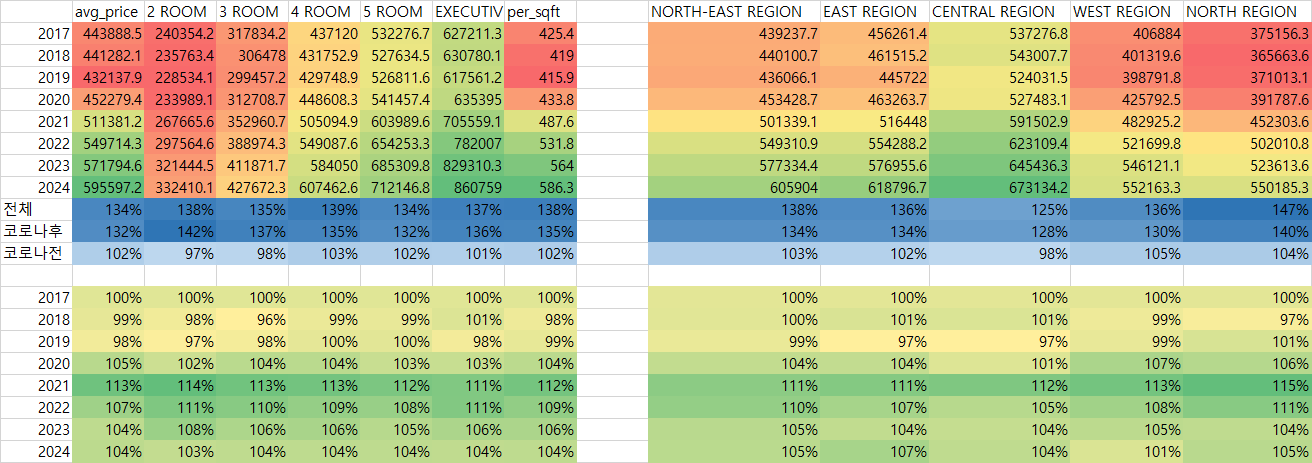 avg_price 2 ROOM 3 ROOM 4 ROOM 5 ROOM EXECUTIV per_sqft NORTH-EAST REGION EAST REGION CENTRAL REGION WEST REGION NORTH REGION
2017 443888.5 240354.2 317834.2 437120 532276.7 627211.3 425.4 439237.7 456261.4 537276.8 406884 375156.3
2018 441282.1 235763.4 306478 431752.9 527634.5 630780.1 419 440100.7 461515.2 543007.7 401319.6 365663.6
2019 432137.9 228534.1 299457.2 429748.9 526811.6 617561.2 415.9 436066.1 445722 524031.5 398791.8 371013.1
2020 452279.4 233989.1 312708.7 448608.3 541457.4 635395 433.8 453428.7 463263.7 527483.1 425792.5 391787.6
2021 511381.2 267665.6 352960.7 505094.9 603989.6 705559.1 487.6 501339.1 516448 591502.9 482925.2 452303.6
2022 549714.3 297564.6 388974.3 549087.6 654253.3 782007 531.8 549310.9 554288.2 623109.4 521699.8 502010.8
2023 571794.6 321444.5 411871.7 584050 685309.8 829310.3 564 577334.4 576955.6 645436.3 546121.1 523613.6
2024 595597.2 332410.1 427672.3 607462.6 712146.8 860759 586.3 605904 618796.7 673134.2 552163.3 550185.3
전체 134% 138% 135% 139% 134% 137% 138% 138% 136% 125% 136% 147%
코로나후 132% 142% 137% 135% 132% 136% 135% 134% 134% 128% 130% 140%
코로나전 102% 97% 98% 103% 102% 101% 102% 103% 102% 98% 105% 104%
2017 100% 100% 100% 100% 100% 100% 100% 100% 100% 100% 100% 100%
2018 99% 98% 96% 99% 99% 101% 98% 100% 101% 101% 99% 97%
2019 98% 97% 98% 100% 100% 98% 99% 99% 97% 97% 99% 101%
2020 105% 102% 104% 104% 103% 103% 104% 104% 104% 101% 107% 106%
2021 113% 114% 113% 113% 112% 111% 112% 111% 111% 112% 113% 115%
2022 107% 111% 110% 109% 108% 111% 109% 110% 107% 105% 108% 111%
2023 104% 108% 106% 106% 105% 106% 106% 105% 104% 104% 105% 104%
2024 104% 103% 104% 104% 104% 104% 104% 105% 107% 104% 101% 105%